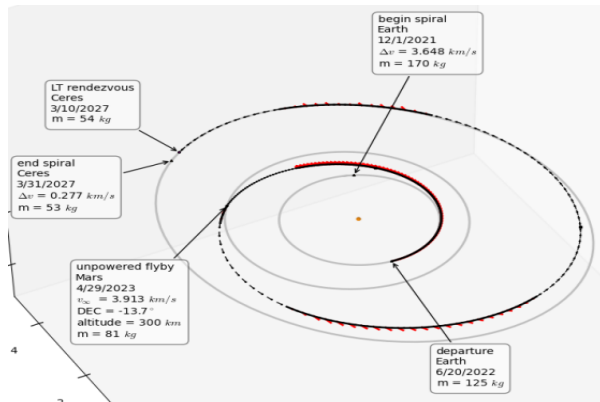 begin spiral
Earth
12/1/2021
Δv = 3.648 km/s
m = 170 kg
LT rendezvous
Ceres
3/10/2027
m = 54 kg
end spiral
Ceres
3/31/2027
Δv = 0.277 km/s
m = 53 kg
unpowered flyby
Mars
4/29/2023
v∞ = 3.913 km/s
DEC = -13.7°
altitude = 300 km
m = 81 kg
departure
Earth
6/20/2022
m = 125 kg
4